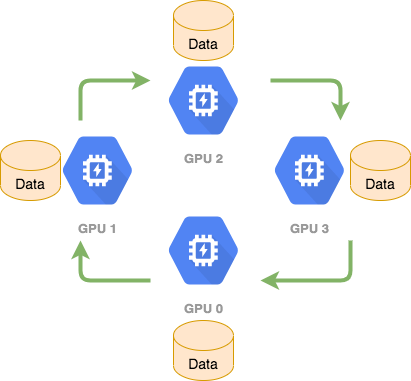 Data
GPU 2
Data
GPU 1
Data
GPU 3
GPU 0
Data